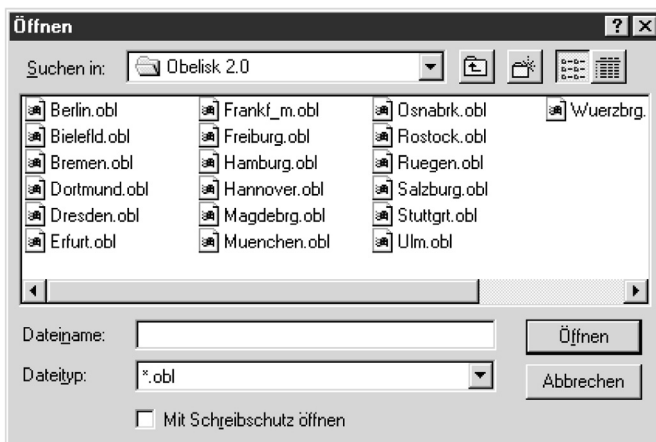 Öffnen
Suchen in: Obelisk 2.0
Berlin.obl Frankf_m.obl Osnabrk.obl Wuerzbrg.
Bielefld.obl Freiburg.obl Rostock.obl
Bremen.obl Hamburg.obl Ruegen.obl
Dortmund.obl Hannover.obl Salzburg.obl
Dresden.obl Magdebrg.obl Stuttgrt.obl
Erfurt.obl Muenchen.obl Ulm.obl
Dateiname: Öffnen
Dateityp: *.obl Abbrechen
Mit Schreibschutz öffnen